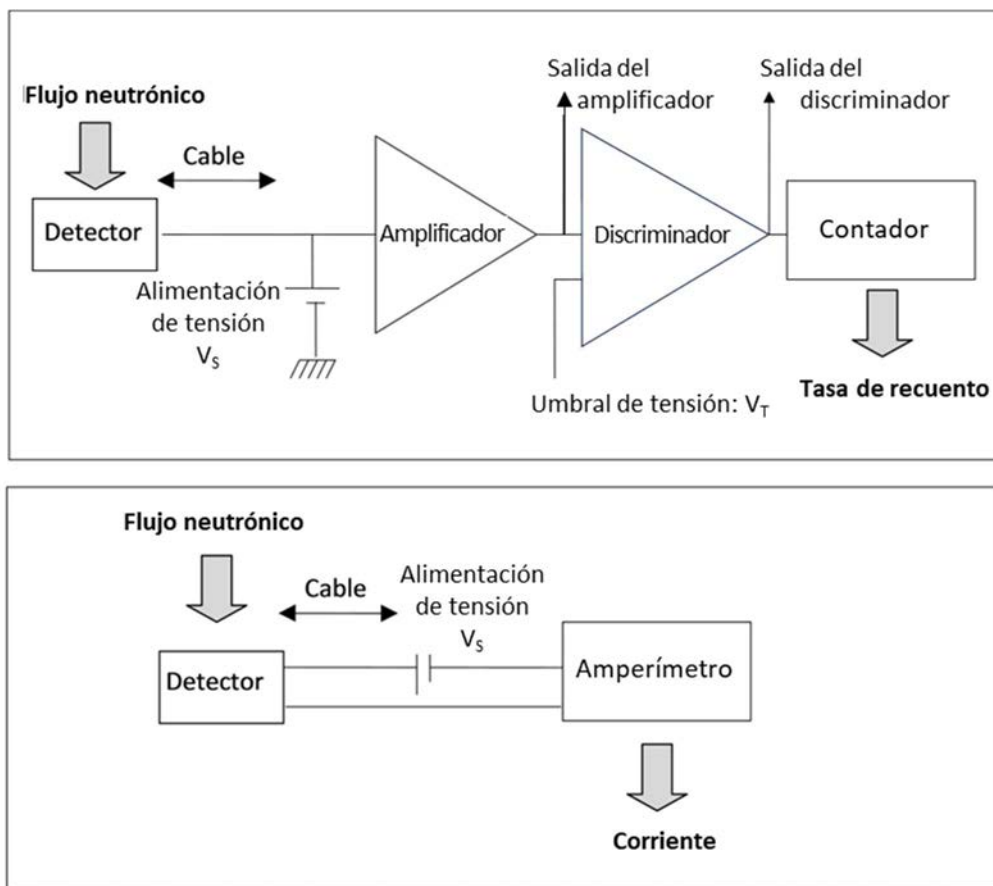 Flujo neutrónico
Cable
Detector
Alimentación
de tensión
VS
Amplificador
Salida del
amplificador
Discriminador
Umbral de tensión: VT
Salida del
discriminador
Contador
Tasa de recuento
Flujo neutrónico
Cable
Alimentación
de tensión
VS
Detector
Amperímetro
Corriente